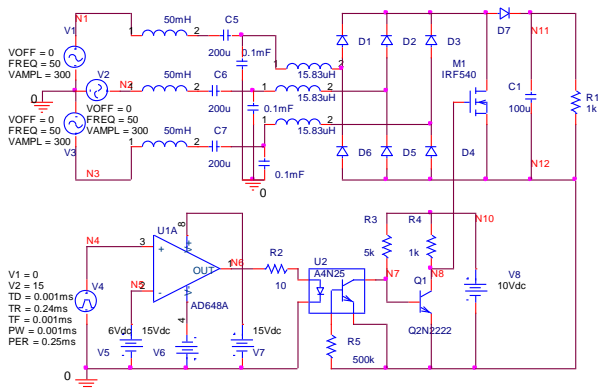 N1
50mH
C5
D7
V1
1
2
200u
0.1mF
D1
D2
D3
N11
VOFF = 0
FREQ = 50
VAMPL = 300
1
2
15.83uH
M1
IRF540
V2
N2
50mH
C6
C1
R1
0
1
2
200u
0.1mF
1
2
15.83uH
100u
1k
VOFF = 0
FREQ = 50
VAMPL = 300
VOFF = 0
FREQ = 50
VAMPL = 300
50mH
C7
1
2
15.83uH
V3
1
2
200u
D6
D5
D4
N12
N3
0.1mF
0
N4
U1A
8
V+
R3
R4
N10
3
+
OUT
1
N6
R2
U2
5k
1k
V1 = 0
V2 = 15
TD = 0.001ms
TR = 0.24ms
TF = 0.001ms
PW = 0.001ms
PER = 0.25ms
V4
N5
2
-
V-
AD648A
10
A4N25
N7
N8
V8
10Vdc
Q1
4
6Vdc
15Vdc
15Vdc
Q2N2222
V5
V6
V7
R5
500k
0